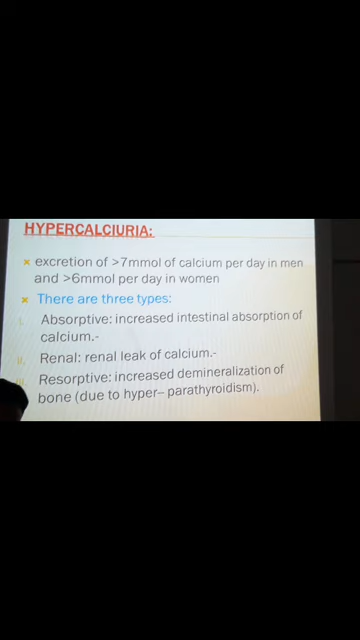 HYPERCALCIURIA:
excretion of >7mmol of calcium per day in men
and >6mmol per day in women
There are three types:
I. Absorptive: increased intestinal absorption of
calcium.-
II. Renal: renal leak of calcium.-
III. Resorptive: increased demineralization of
bone (due to hyper– parathyroidism).